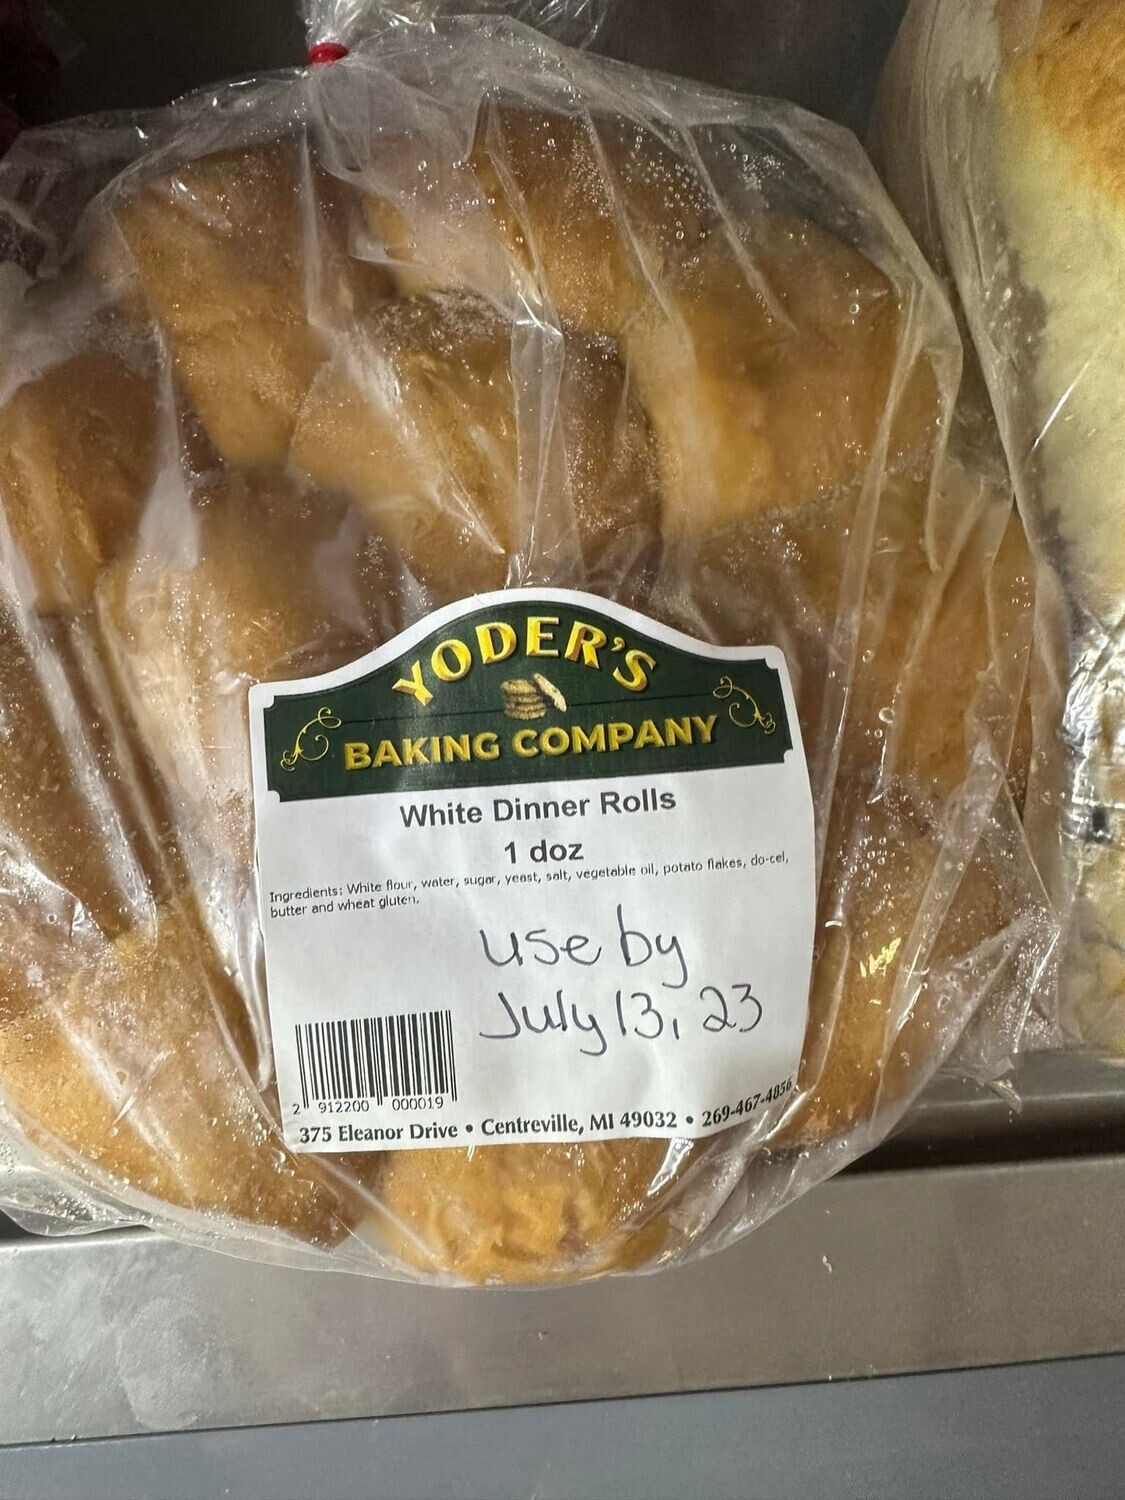 YODER'S
BAKING COMPANY
White Dinner Rolls
1 doz
Ingredients: White flour, water, sugar, yeast, salt, vegetable oil, potato flakes, do-cel,
butter and wheat gluten.
use by
July 13, 23
2 912200 000019
375 Eleanor Drive • Centreville, MI 49032 • 269-467-4856